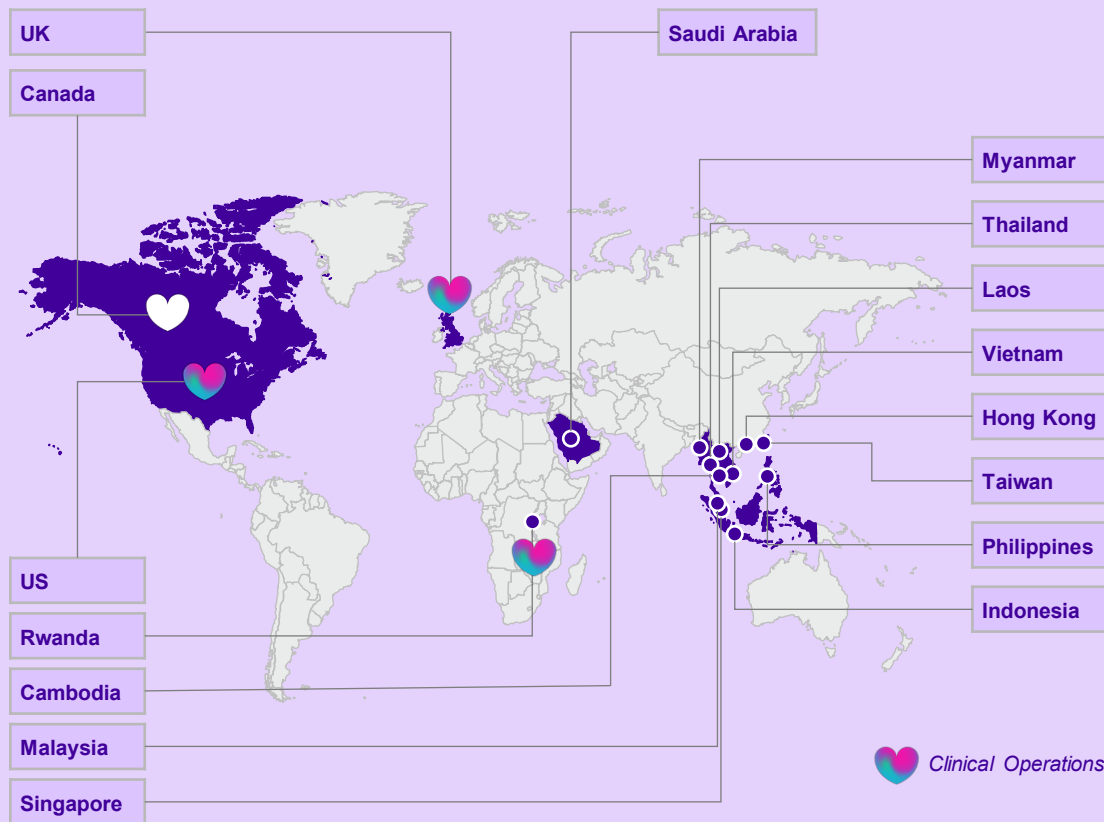 UK
Saudi Arabia
Canada
Myanmar
Thailand
Laos
Vietnam
Hong Kong
Taiwan
Philippines
US
Indonesia
Rwanda
Cambodia
Malaysia
Clinical Operations
Singapore